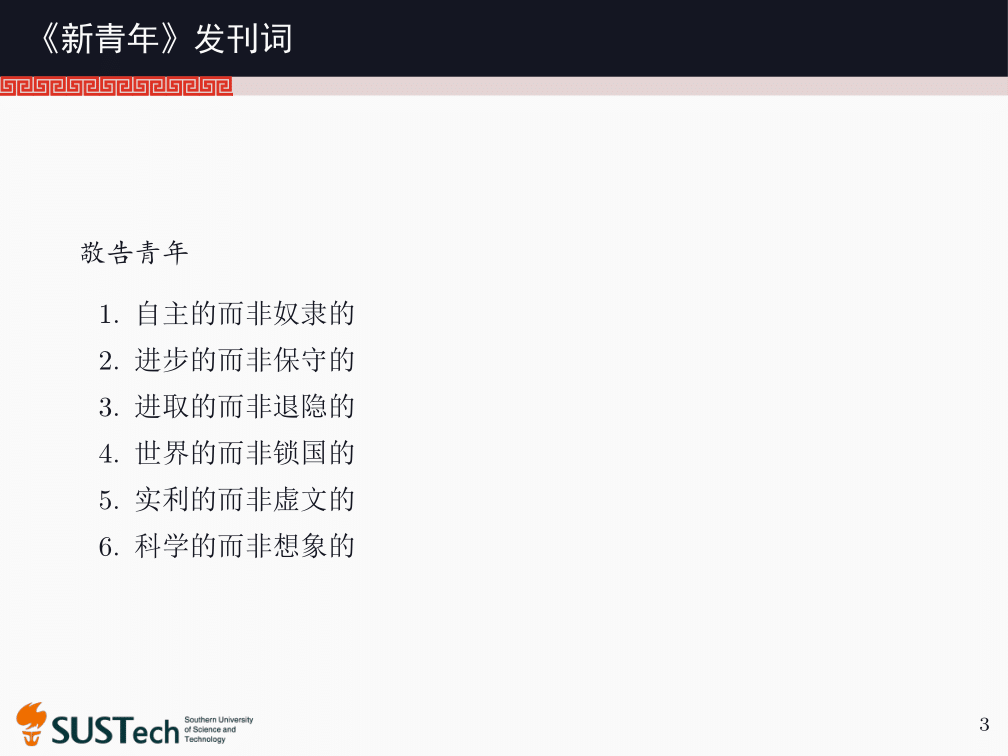 《新青年》发刊词
敬告青年
1. 自主的而非奴隶的
2. 进步的而非保守的
3. 进取的而非退隐的
4. 世界的而非锁国的
5. 实利的而非虚文的
6. 科学的而非想象的
SUSTech
Southern University
of Science and
Technology
3